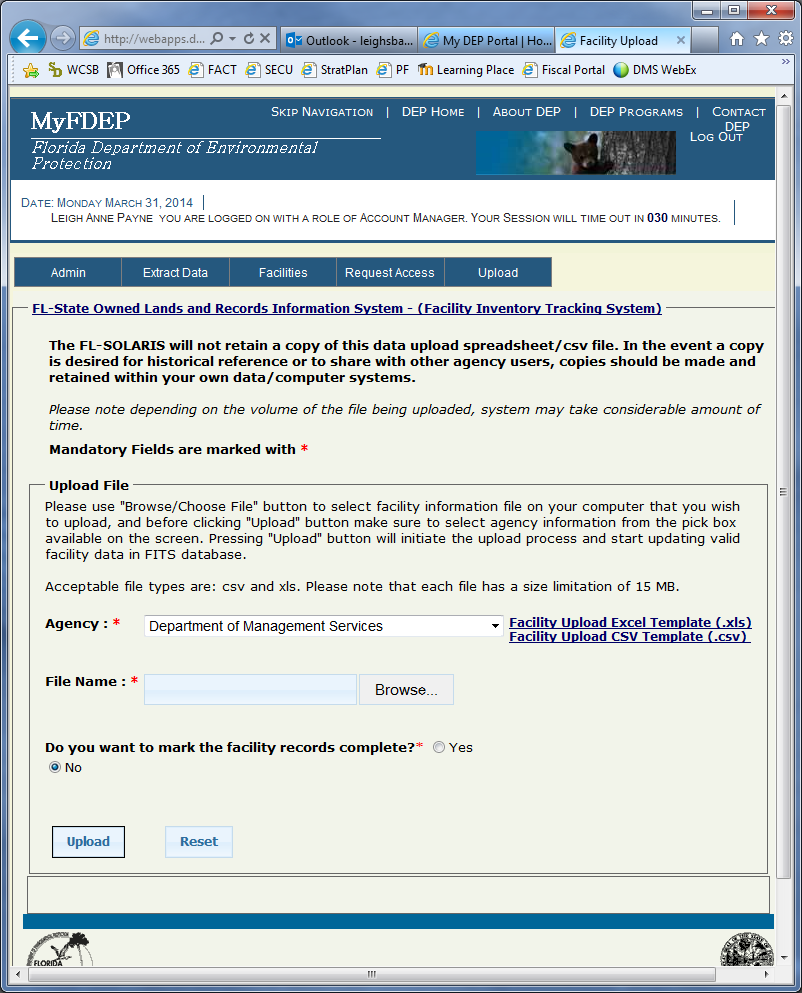 http://webapps.d...
Outlook - leighsba...
My DEP Portal | Ho...
Facility Upload
WCSB
Office 365
FACT
SECU
StratPlan
PF
Learning Place
Fiscal Portal
DMS WebEx
MyFDEP
Florida Department of Environmental
Protection
Skip Navigation | DEP Home | About DEP | DEP Programs | Contact
DEP
Log Out
Date: Monday March 31, 2014
Leigh Anne Payne you are logged on with a role of Account Manager. Your Session will time out in 030 minutes.
Admin
Extract Data
Facilities
Request Access
Upload
FL-State Owned Lands and Records Information System - (Facility Inventory Tracking System)
The FL-SOLARIS will not retain a copy of this data upload spreadsheet/csv file. In the event a copy
is desired for historical reference or to share with other agency users, copies should be made and
retained within your own data/computer systems.
Please note depending on the volume of the file being uploaded, system may take considerable amount of
time.
Mandatory Fields are marked with *
Upload File
Please use "Browse/Choose File" button to select facility information file on your computer that you wish
to upload, and before clicking "Upload" button make sure to select agency information from the pick box
available on the screen. Pressing "Upload" button will initiate the upload process and start updating valid
facility data in FITS database.
Acceptable file types are: csv and xls. Please note that each file has a size limitation of 15 MB.
Agency : *
Department of Management Services
Facility Upload Excel Template (.xls)
Facility Upload CSV Template (.csv)
File Name : *
Browse...
Do you want to mark the facility records complete?* Yes
No
Upload
Reset
FLORIDA